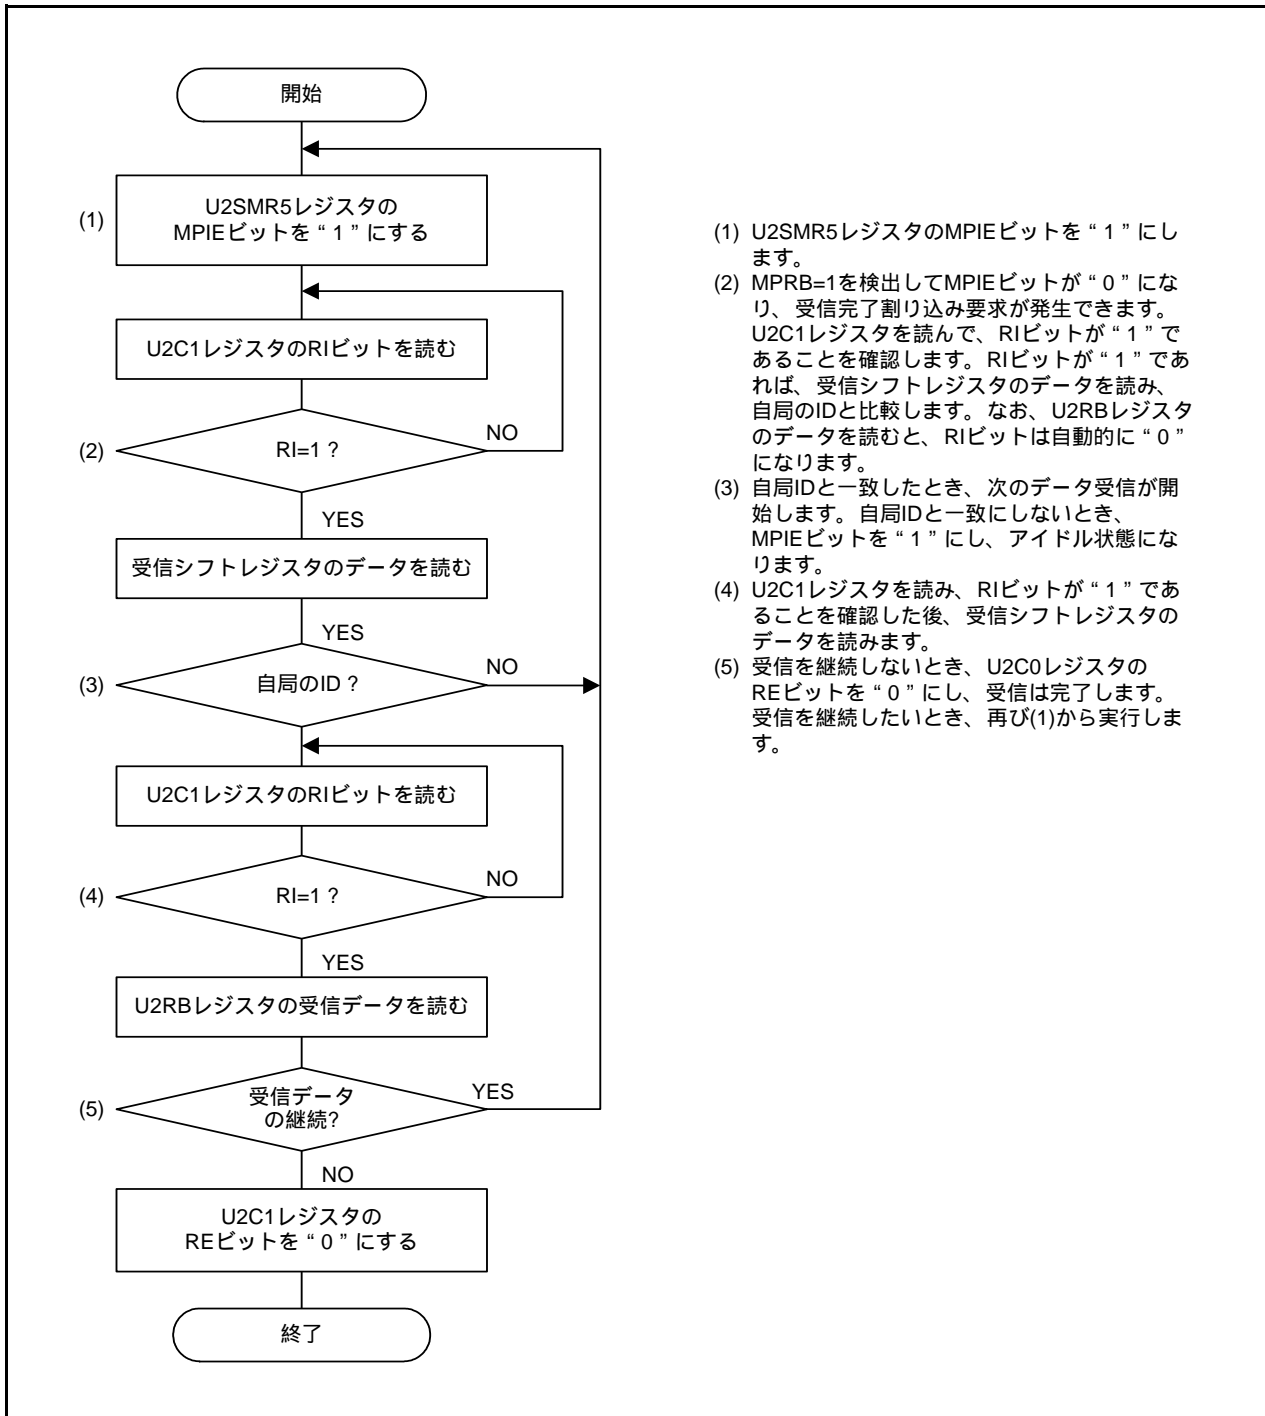 開始
(1)
U2SMR5レジスタの
MPIEビットを“1”にする
U2C1レジスタのRIビットを読む
(2)
RI=1?
NO
YES
受信シフトレジスタのデータを読む
YES
(3)
自局のID?
NO
U2C1レジスタのRIビットを読む
(4)
RI=1?
NO
YES
U2RBレジスタの受信データを読む
(5)
受信データ
の継続?
YES
NO
U2C1レジスタの
REビットを“0”にする
終了
(1) U2SMR5レジスタのMPIEビットを“1”にし
ます。
(2) MPRB=1を検出してMPIEビットが“0”にな
り、受信完了割り込み要求が発生できます。
U2C1レジスタを読んで、RIビットが“1”で
あることを確認します。RIビットが“1”であ
れば、受信シフトレジスタのデータを読み、
自局のIDと比較します。なお、U2RBレジスタ
のデータを読むと、RIビットは自動的に“0”
になります。
(3) 自局IDと一致したとき、次のデータ受信が開
始します。自局IDと一致にしないとき、
MPIEビットを“1”にし、アイドル状態にな
ります。
(4) U2C1レジスタを読み、RIビットが“1”であ
ることを確認した後、受信シフトレジスタの
データを読みます。
(5) 受信を継続しないとき、U2C0レジスタの
REビットを“0”にし、受信は完了します。
受信を継続したいとき、再び(1)から実行しま
す。